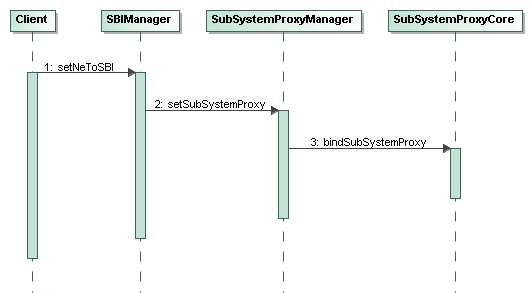 Client
SBIManager
SubSystemProxyManager
SubSystemProxyCore
1: setNeToSBI
2: setSubSystemProxy
3: bindSubSystemProxy